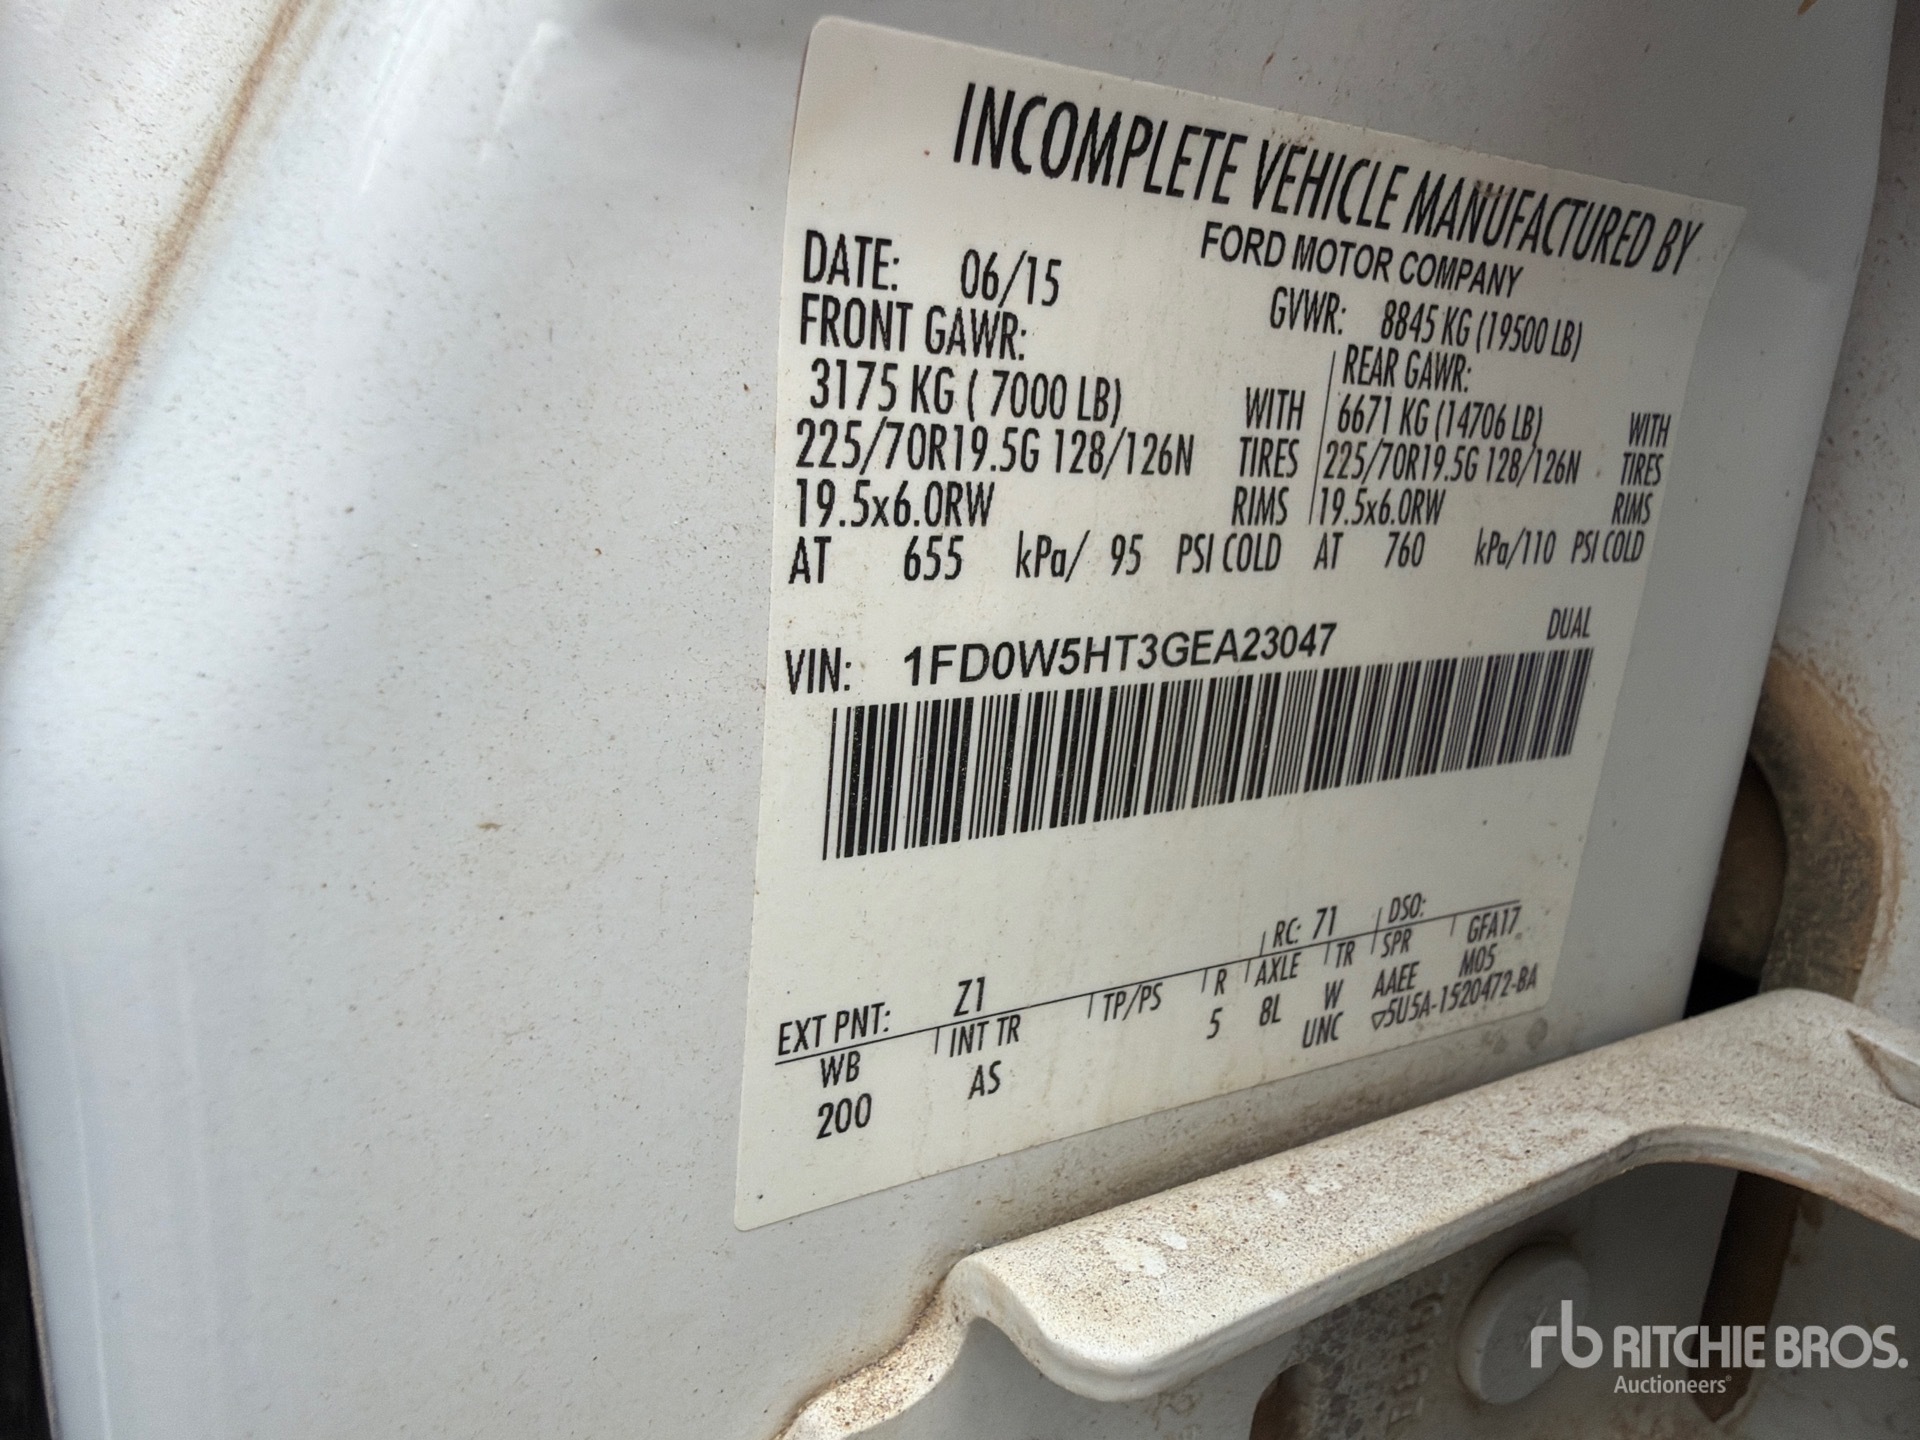 INCOMPLETE VEHICLE MANUFACTURED BY
FORD MOTOR COMPANY
DATE: 06/15 GVWR: 8845 KG (19500 LB)
FRONT GAWR: REAR GAWR:
3175 KG ( 7000 LB) WITH 6671 KG (14706 LB) WITH
225/70R19.5G 128/126N TIRES 225/70R19.5G 128/126N TIRES
19.5x6.0RW RIMS 19.5x6.0RW RIMS
AT 655 kPa/ 95 PSI COLD AT 760 kPa/110 PSI COLD
DUAL
VIN: 1FD0W5HT3GEA23047
EXT PNT: Z1 RC: 71 DSO:
WB INT TR TP/PS R AXLE TR SPR GFA17
200 AS 5 8L W AAEE M05
UNC ▽5U5A-1520472-BA
rb RITCHIE BROS.
Auctioneers®